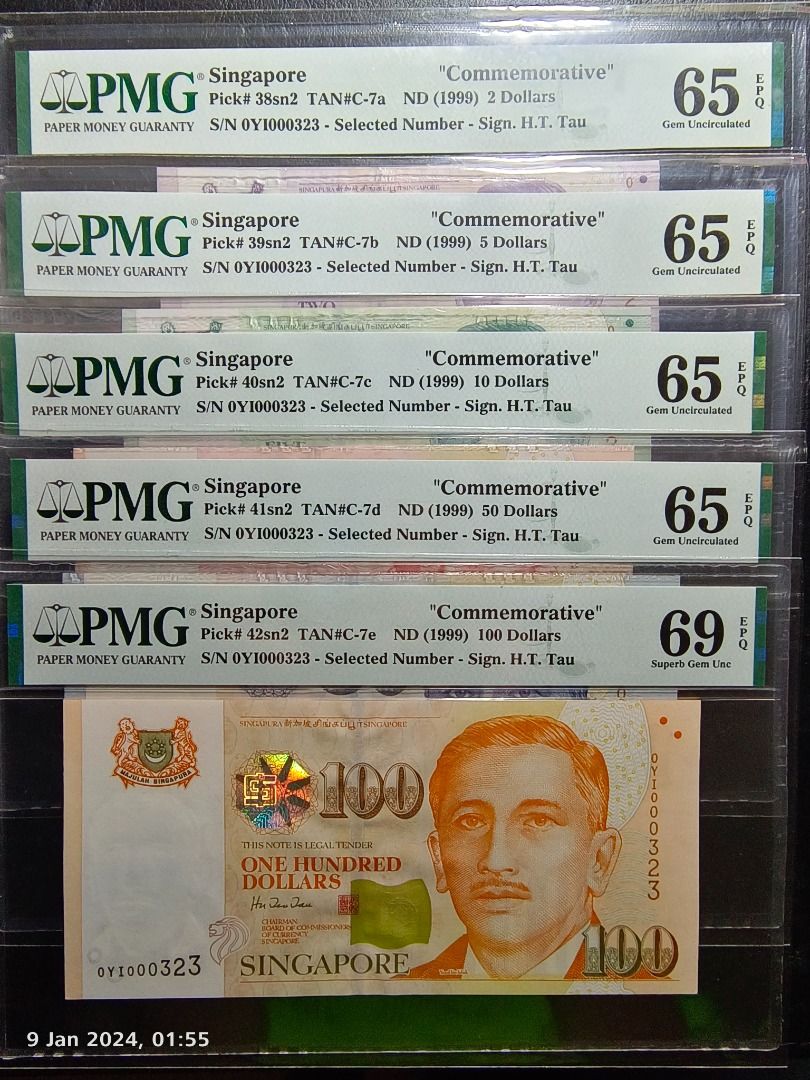 PMG® Singapore "Commemorative" 65 EPQ
Pick# 38sn2 TAN#C-7a ND (1999) 2 Dollars
PAPER MONEY GUARANTY S/N 0YI000323 - Selected Number - Sign. H.T. Tau Gem Uncirculated
PMG® Singapore "Commemorative" 65 EPQ
Pick# 39sn2 TAN#C-7b ND (1999) 5 Dollars
PAPER MONEY GUARANTY S/N 0YI000323 - Selected Number - Sign. H.T. Tau Gem Uncirculated
TWO
PMG® Singapore "Commemorative" 65 EPQ
Pick# 40sn2 TAN#C-7c ND (1999) 10 Dollars
PAPER MONEY GUARANTY S/N 0YI000323 - Selected Number - Sign. H.T. Tau Gem Uncirculated
PMG® Singapore "Commemorative" 65 EPQ
Pick# 41sn2 TAN#C-7d ND (1999) 50 Dollars
PAPER MONEY GUARANTY S/N 0YI000323 - Selected Number - Sign. H.T. Tau Gem Uncirculated
PMG® Singapore "Commemorative" 69 EPQ
Pick# 42sn2 TAN#C-7e ND (1999) 100 Dollars
PAPER MONEY GUARANTY S/N 0YI000323 - Selected Number - Sign. H.T. Tau Superb Gem Unc
SINGAPURA 新加坡 சிங்கப்பூர் SINGAPORE
MAJULAH SINGAPURA
100
0YI000323
THIS NOTE IS LEGAL TENDER
ONE HUNDRED
DOLLARS
CHAIRMAN
BOARD OF COMMISSIONERS
OF CURRENCY
SINGAPORE
0YI000323
SINGAPORE
100
9 Jan 2024, 01:55